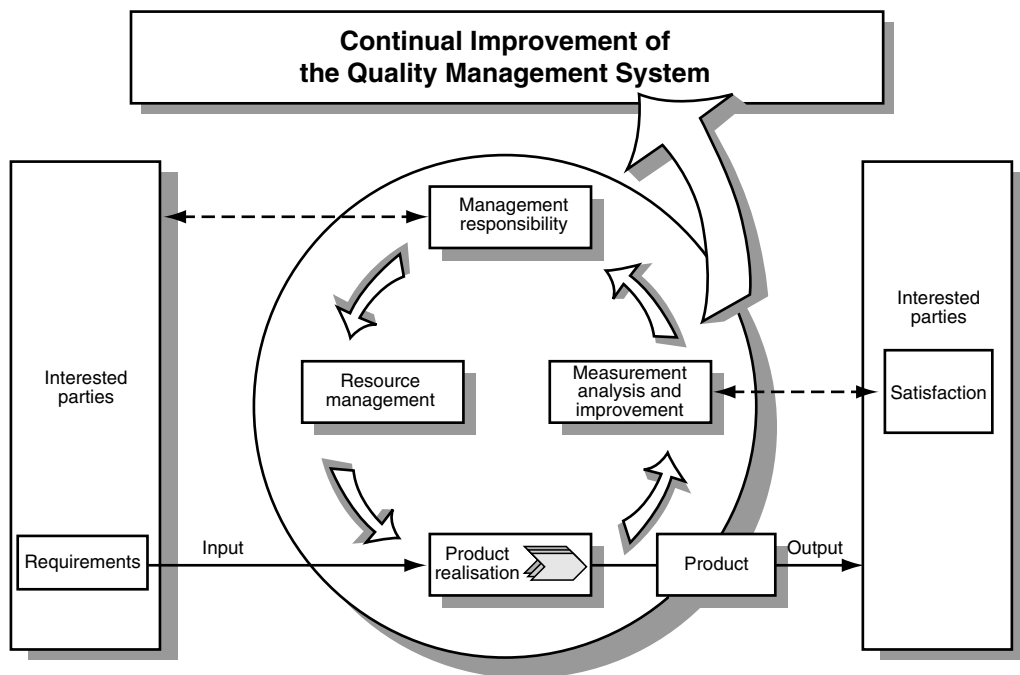 Continual Improvement of
the Quality Management System
Management
responsibility
Interested
parties
Interested
parties
Resource
management
Measurement
analysis and
improvement
Satisfaction
Requirements
Input
Product
realisation
Product
Output